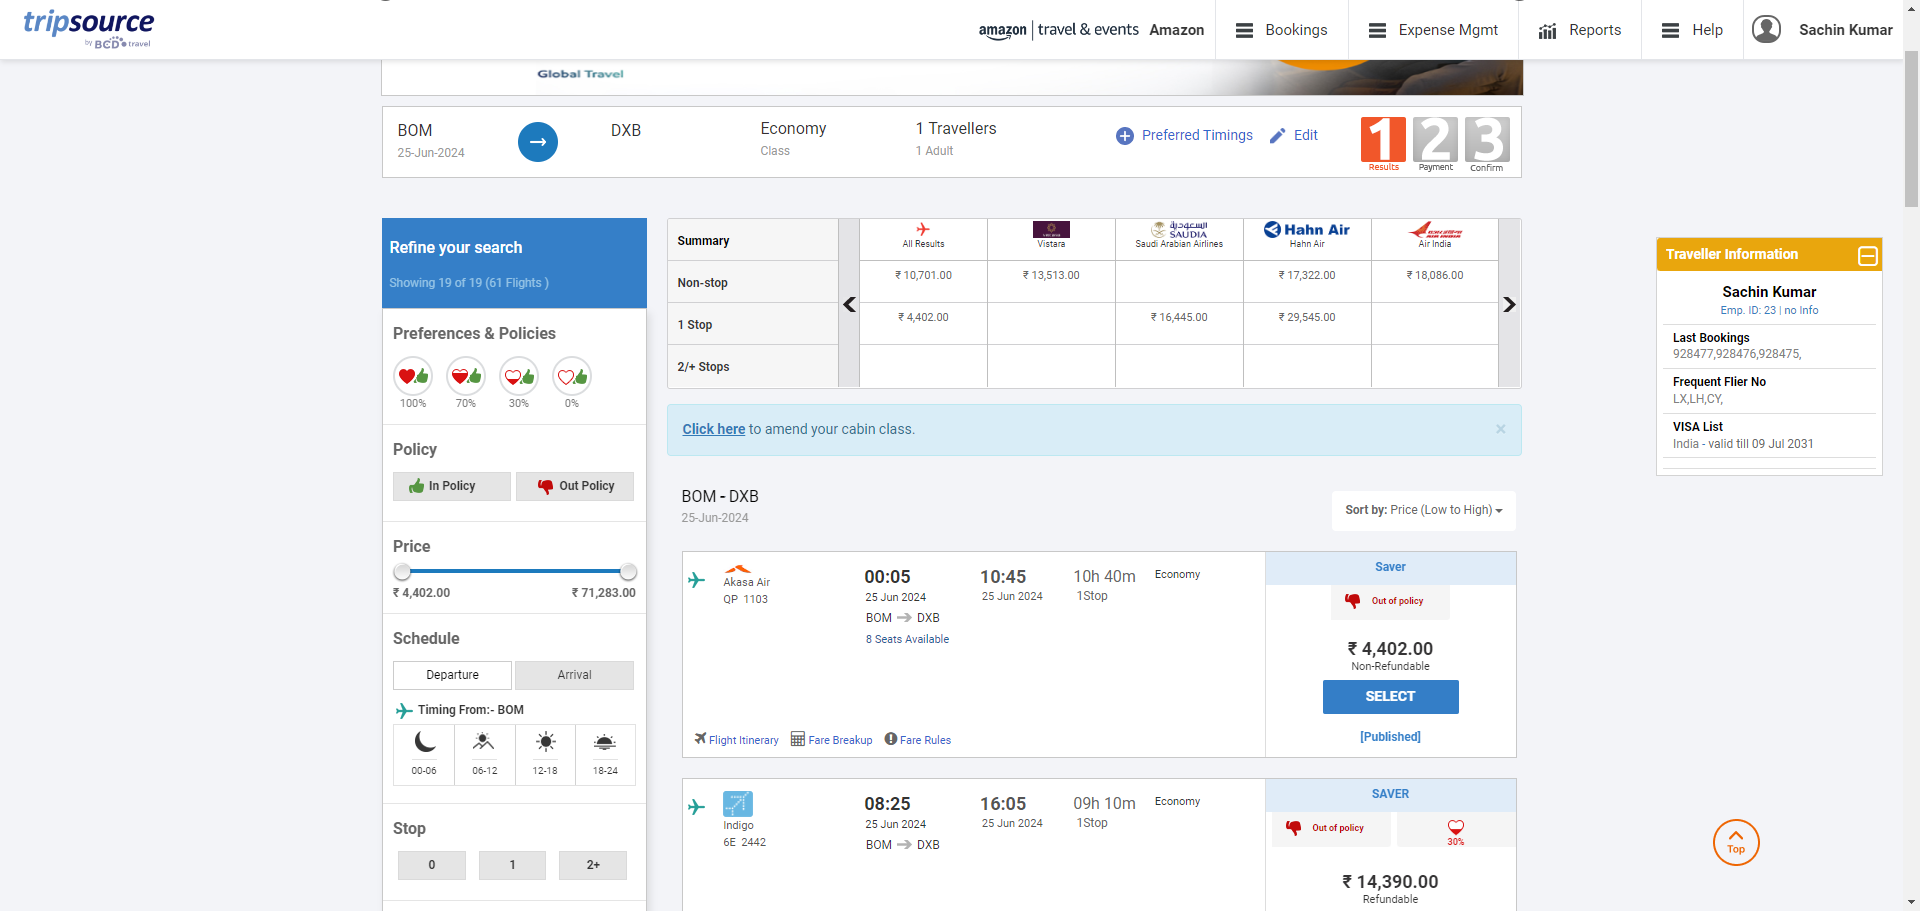 tripsource
by BCD travel
amazon | travel & events Amazon
Bookings
Expense Mgmt
Reports
Help
Sachin Kumar
Global Travel
BOM
25-Jun-2024
DXB
Economy
Class
1 Travellers
1 Adult
Preferred Timings
Edit
1 2 3
Results Payment Confirm
Refine your search
Showing 19 of 19 (61 Flights )
Preferences & Policies
100% 70% 30% 0%
Policy
In Policy Out Policy
Price
₹ 4,402.00 ₹ 71,283.00
Schedule
Departure Arrival
Timing From:- BOM
00-06 06-12 12-18 18-24
Stop
0 1 2+
Summary All Results Vistara السعودية SAUDIA Saudi Arabian Airlines Hahn Air Hahn Air AIR INDIA Air India
Non-stop ₹ 10,701.00 ₹ 13,513.00 ₹ 17,322.00 ₹ 18,086.00
1 Stop ₹ 4,402.00 ₹ 16,445.00 ₹ 29,545.00
2/+ Stops
Click here to amend your cabin class. ×
BOM - DXB
25-Jun-2024
Sort by: Price (Low to High)
Akasa Air
QP 1103
00:05
25 Jun 2024
BOM DXB
8 Seats Available
10:45
25 Jun 2024
10h 40m
1Stop
Economy
Flight Itinerary Fare Breakup Fare Rules
Saver
Out of policy
₹ 4,402.00
Non-Refundable
SELECT
[Published]
Indigo
6E 2442
08:25
25 Jun 2024
BOM DXB
16:05
25 Jun 2024
09h 10m
1Stop
Economy
SAVER
Out of policy
30%
₹ 14,390.00
Refundable
Traveller Information
Sachin Kumar
Emp. ID: 23 | no Info
Last Bookings
928477,928476,928475,
Frequent Flier No
LX,LH,CY,
VISA List
India - valid till 09 Jul 2031
Top